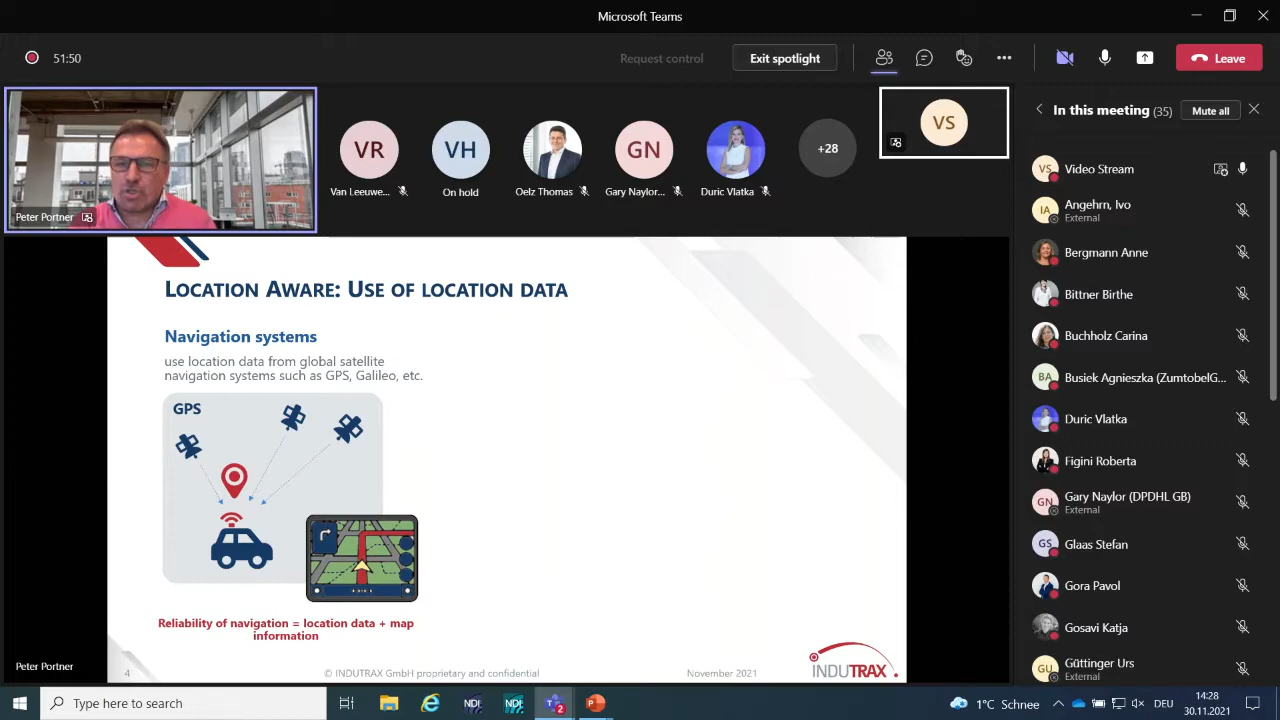 Microsoft Teams
51:50
Request control
Exit spotlight
Leave
VR
VH
GN
+28
VS
Van Leeuwe...
On hold
Oelz Thomas
Gary Naylor...
Duric Vlatka
Peter Portner
In this meeting (35)
Mute all
VS Video Stream
IA Angehrn, Ivo
External
Bergmann Anne
Bittner Birthe
Buchholz Carina
BA Busiek Agnieszka (ZumtobelG...
Duric Vlatka
Figini Roberta
GN Gary Naylor (DPDHL GB)
External
GS Glaas Stefan
Gora Pavol
Gosavi Katja
GU Güttinger Urs
External
LOCATION AWARE: USE OF LOCATION DATA
Navigation systems
use location data from global satellite
navigation systems such as GPS, Galileo, etc.
GPS
Reliability of navigation = location data + map
information
4
© INDUTRAX GmbH proprietary and confidential
November 2021
INDUTRAX
Peter Portner
Type here to search
NDF
NDF
T
2
P
1°C Schnee
DEU
14:28
30.11.2021